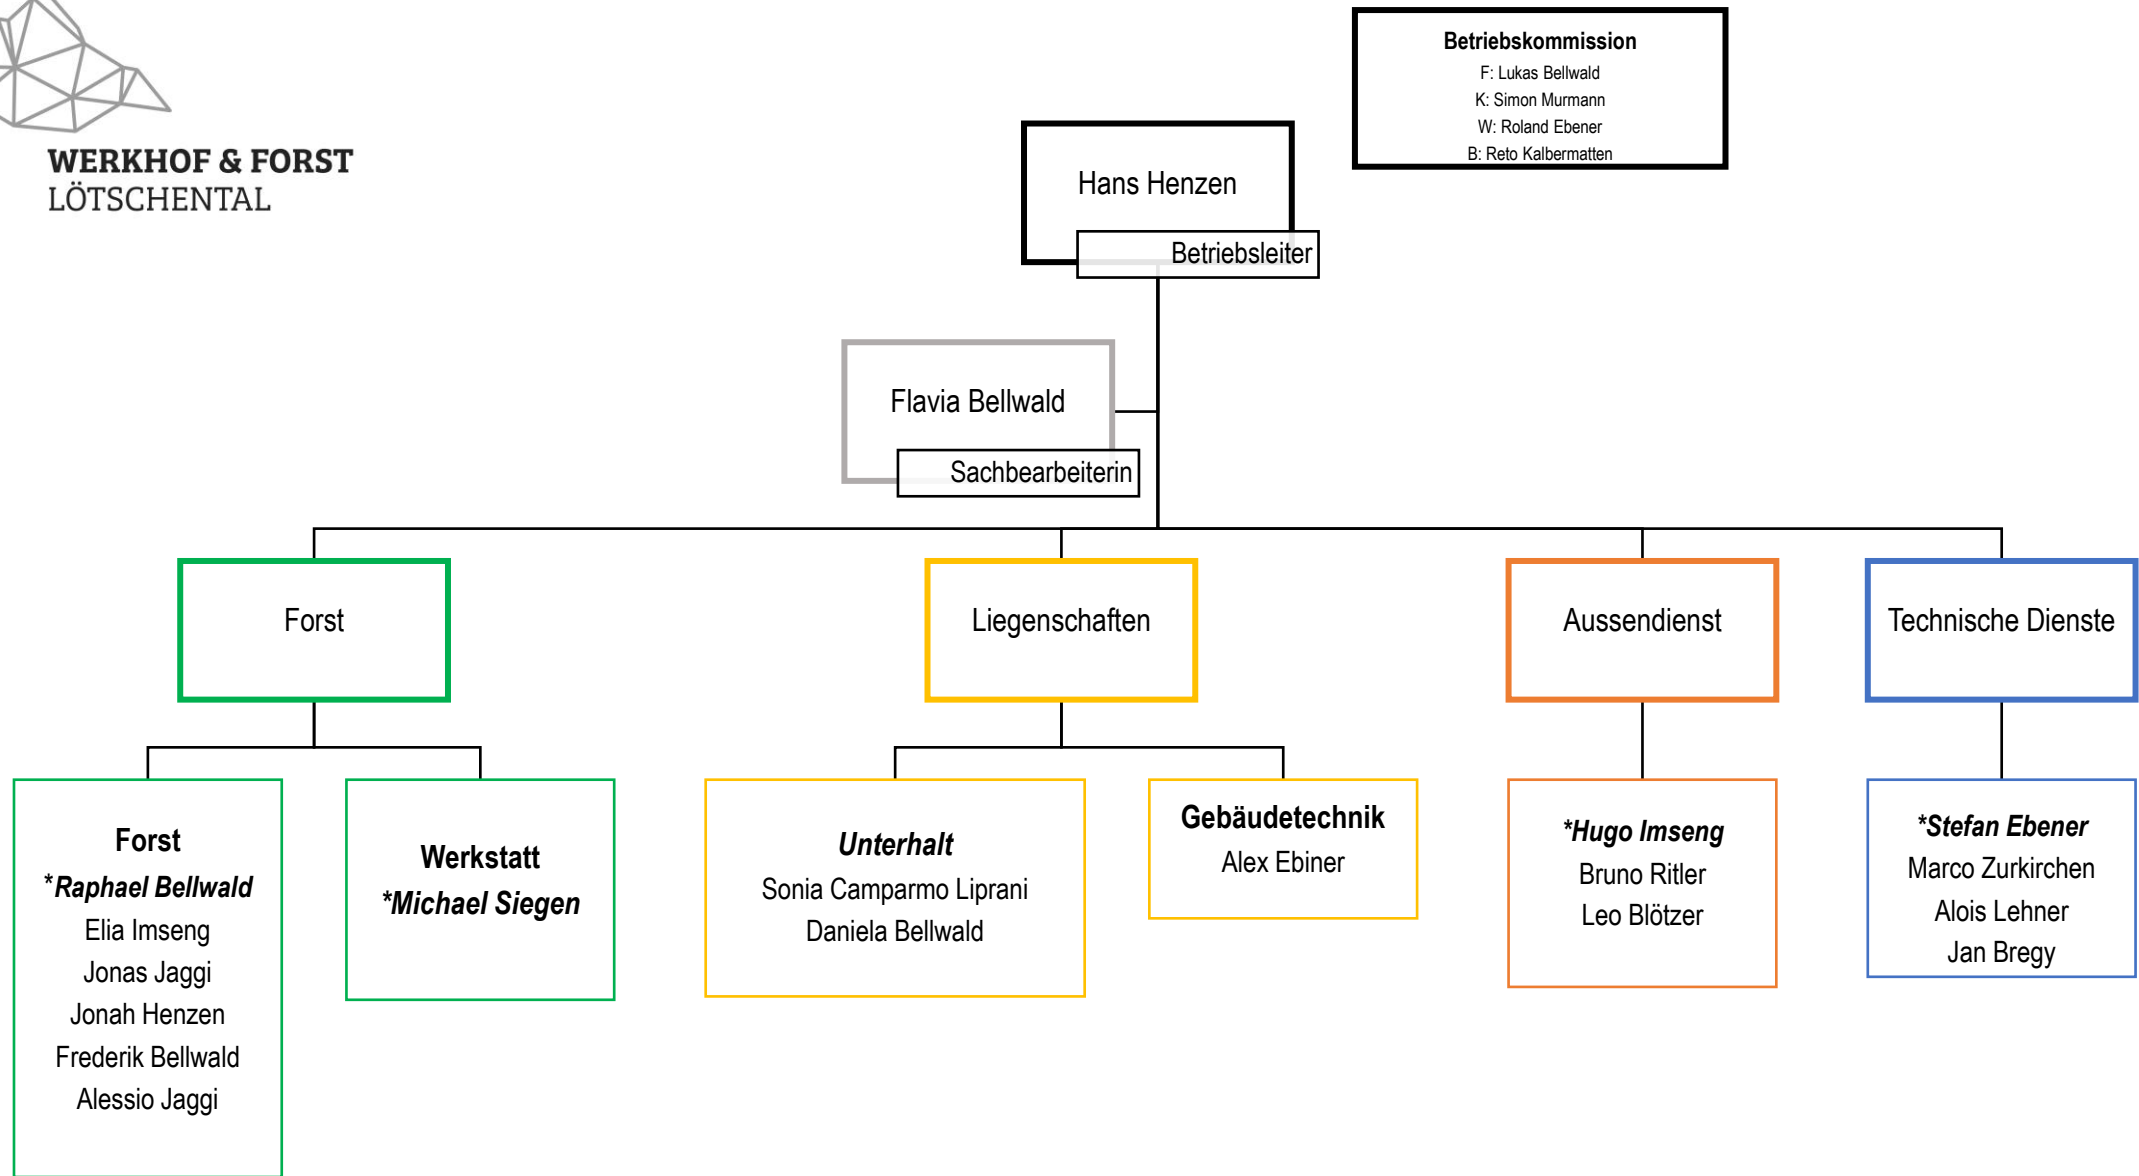 WERKHOF & FORST
LÖTSCHENTAL
Betriebskommission
F: Lukas Bellwald
K: Simon Murmann
W: Roland Ebener
B: Reto Kalbermatten
Hans Henzen
Betriebsleiter
Flavia Bellwald
Sachbearbeiterin
Forst
Liegenschaften
Aussendienst
Technische Dienste
Forst
*Raphael Bellwald
Elia Imseng
Jonas Jaggi
Jonah Henzen
Frederik Bellwald
Alessio Jaggi
Werkstatt
*Michael Siegen
Unterhalt
Sonia Camparmo Liprani
Daniela Bellwald
Gebäudetechnik
Alex Ebiner
*Hugo Imseng
Bruno Ritler
Leo Blötzer
*Stefan Ebener
Marco Zurkirchen
Alois Lehner
Jan Bregy